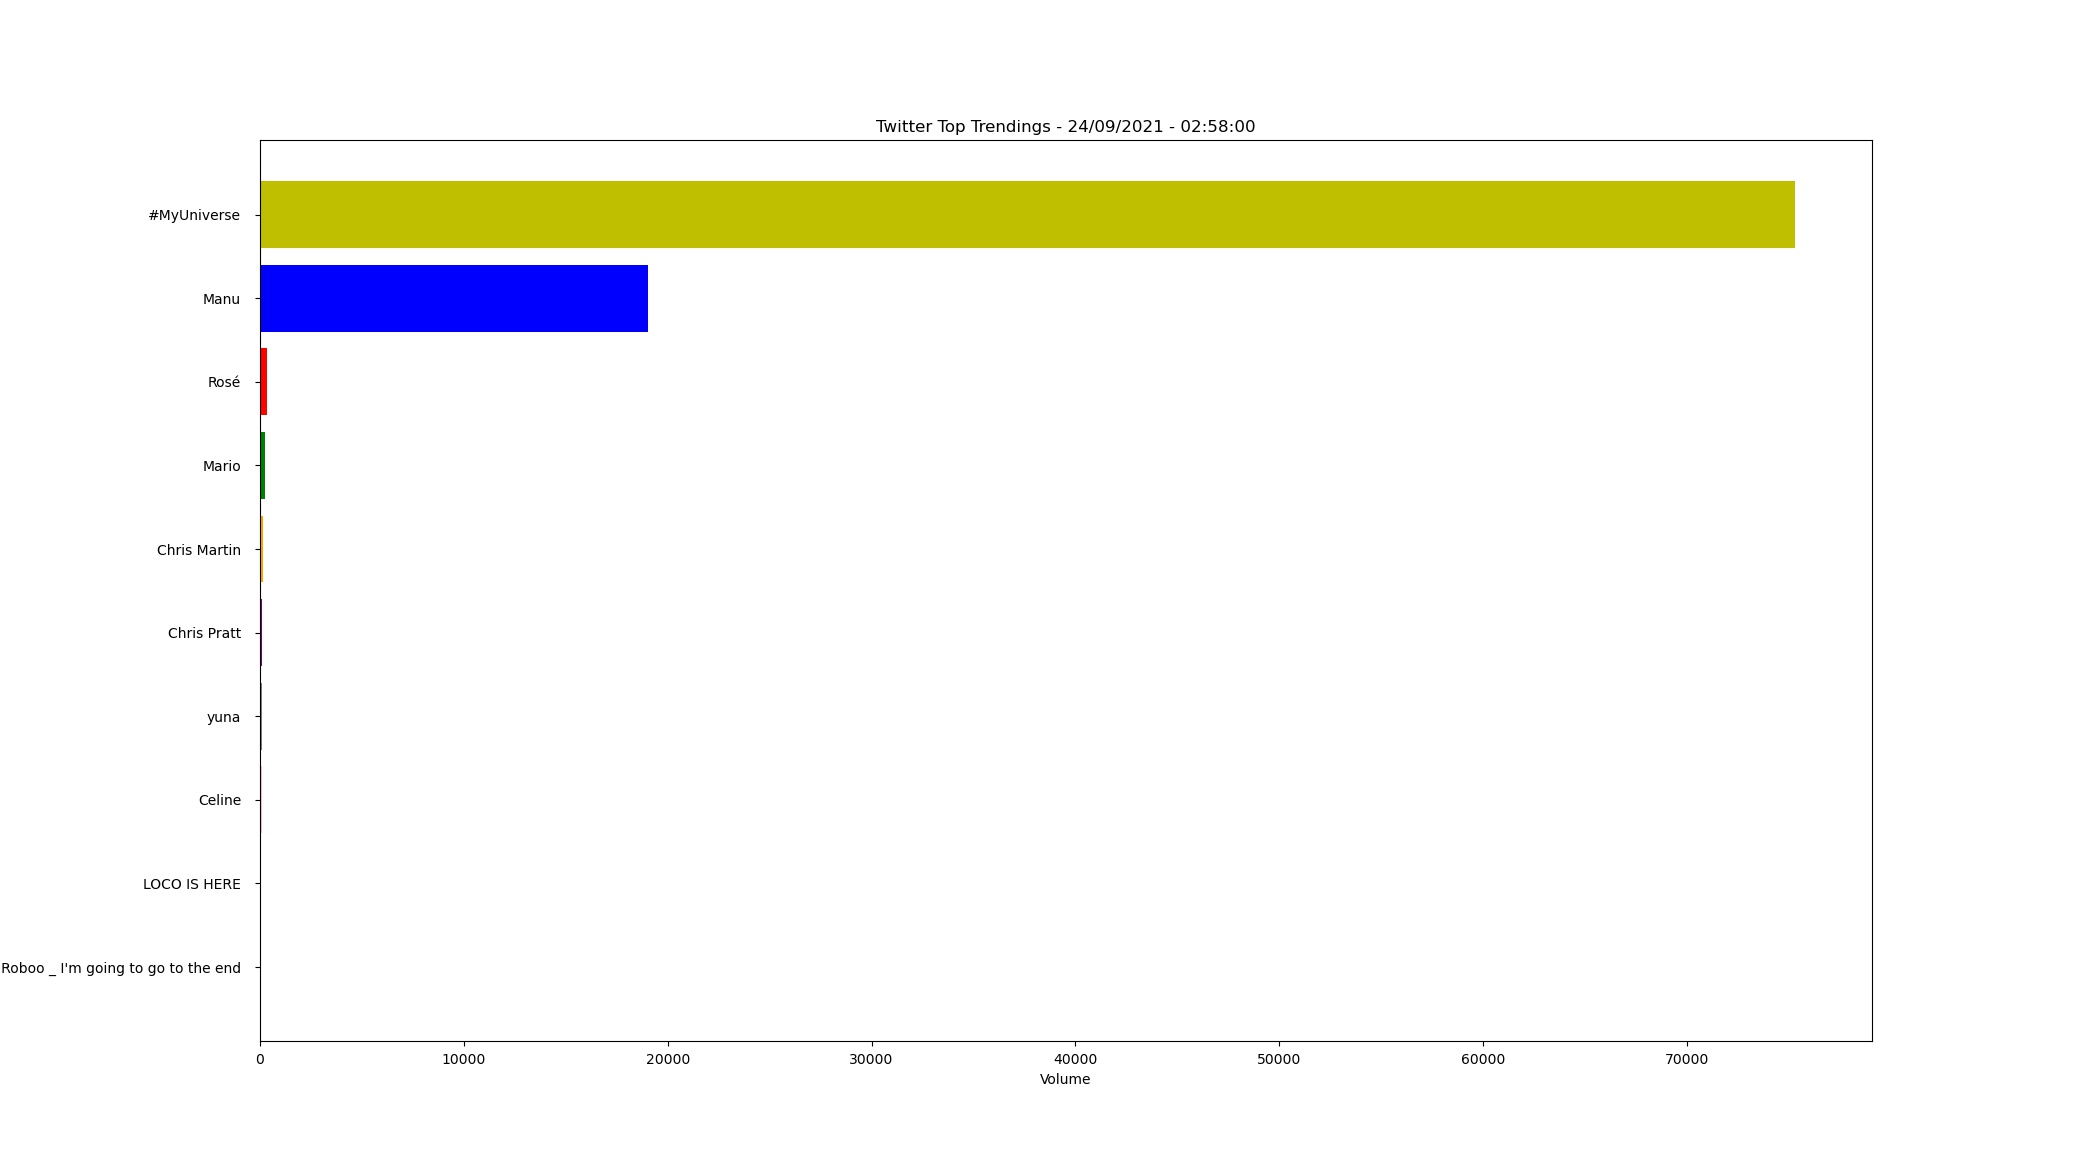 Twitter Top Trendings - 24/09/2021 - 02:58:00
#MyUniverse
Manu
Rosé
Mario
Chris Martin
Chris Pratt
yuna
Celine
LOCO IS HERE
Roboo _ I'm going to go to the end
0 10000 20000 30000 40000 50000 60000 70000
Volume